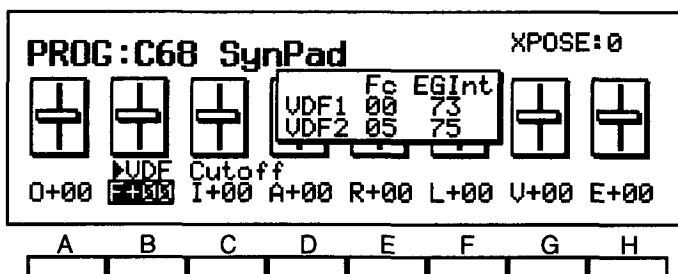 PROG:C68 SynPad XPOSE:0
Fc EGInt
VDF1 00 73
VDF2 05 75
▶VDF Cutoff
O+00 F+00 I+00 A+00 R+00 L+00 V+00 E+00
A B C D E F G H